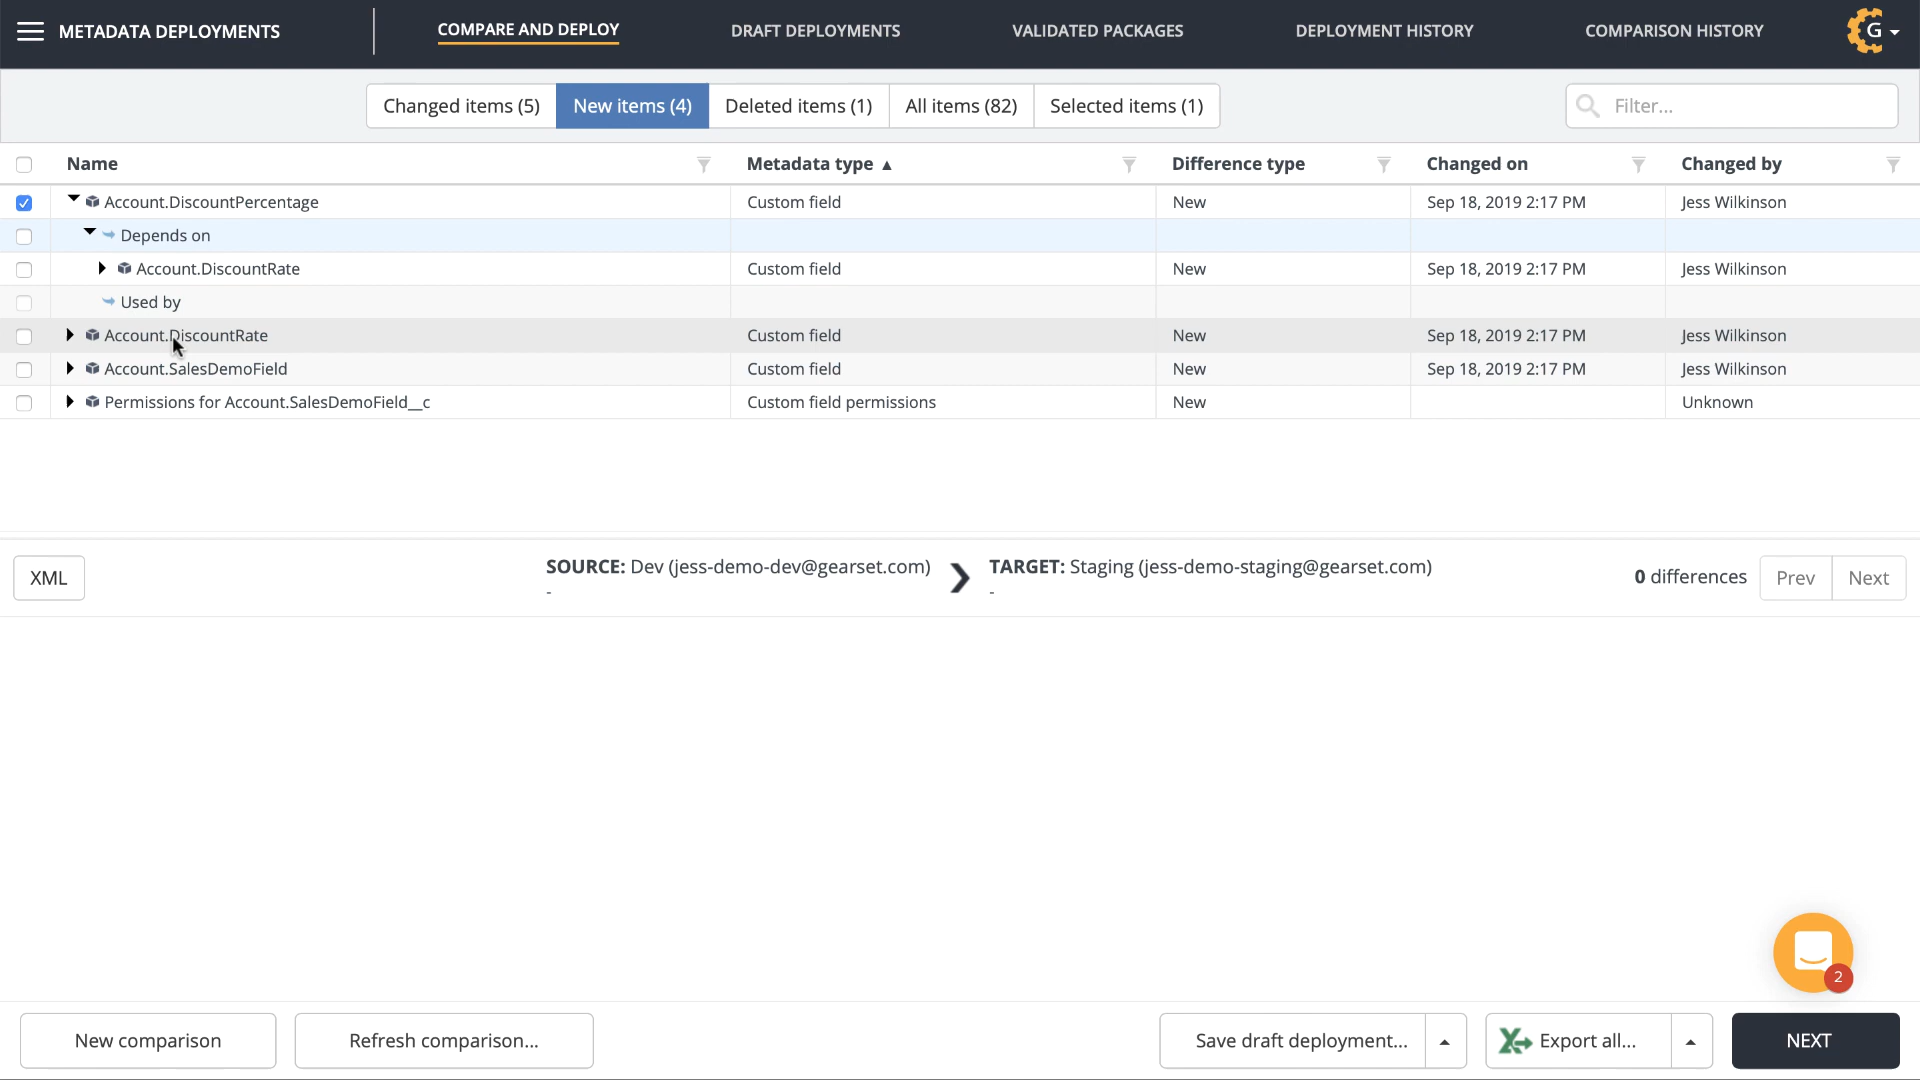 METADATA DEPLOYMENTS COMPARE AND DEPLOY DRAFT DEPLOYMENTS VALIDATED PACKAGES DEPLOYMENT HISTORY COMPARISON HISTORY G
Changed items (5) New items (4) Deleted items (1) All items (82) Selected items (1) Filter...
Name Metadata type ▲ Difference type Changed on Changed by
Account.DiscountPercentage Custom field New Sep 18, 2019 2:17 PM Jess Wilkinson
Depends on
Account.DiscountRate Custom field New Sep 18, 2019 2:17 PM Jess Wilkinson
Used by
Account.DiscountRate Custom field New Sep 18, 2019 2:17 PM Jess Wilkinson
Account.SalesDemoField Custom field New Sep 18, 2019 2:17 PM Jess Wilkinson
Permissions for Account.SalesDemoField__c Custom field permissions New Unknown
XML SOURCE: Dev (jess-demo-dev@gearset.com) TARGET: Staging (jess-demo-staging@gearset.com) 0 differences Prev Next
- -
2
New comparison Refresh comparison... Save draft deployment... Export all... NEXT